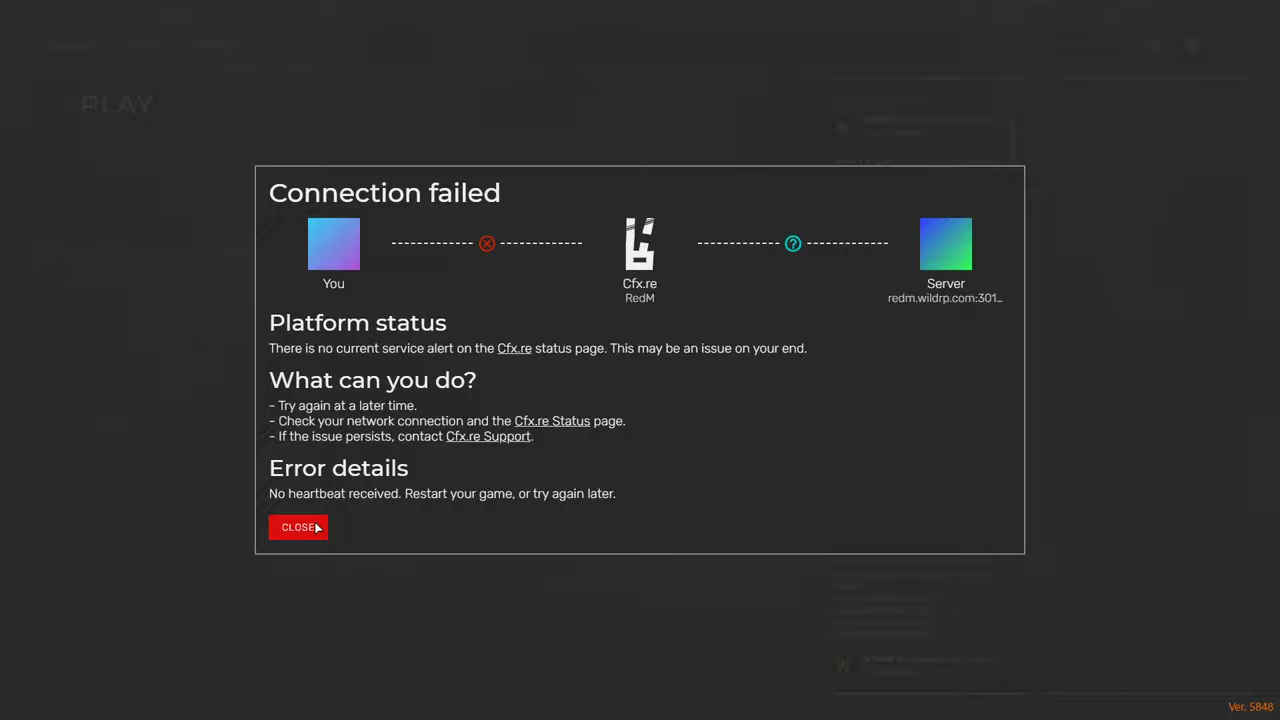 PLAY
Connection failed
You
Cfx.re
RedM
Server
redm.wildrp.com:301…
Platform status
There is no current service alert on the Cfx.re status page. This may be an issue on your end.
What can you do?
- Try again at a later time.
- Check your network connection and the Cfx.re Status page.
- If the issue persists, contact Cfx.re Support.
Error details
No heartbeat received. Restart your game, or try again later.
CLOSE
Ver. 5848